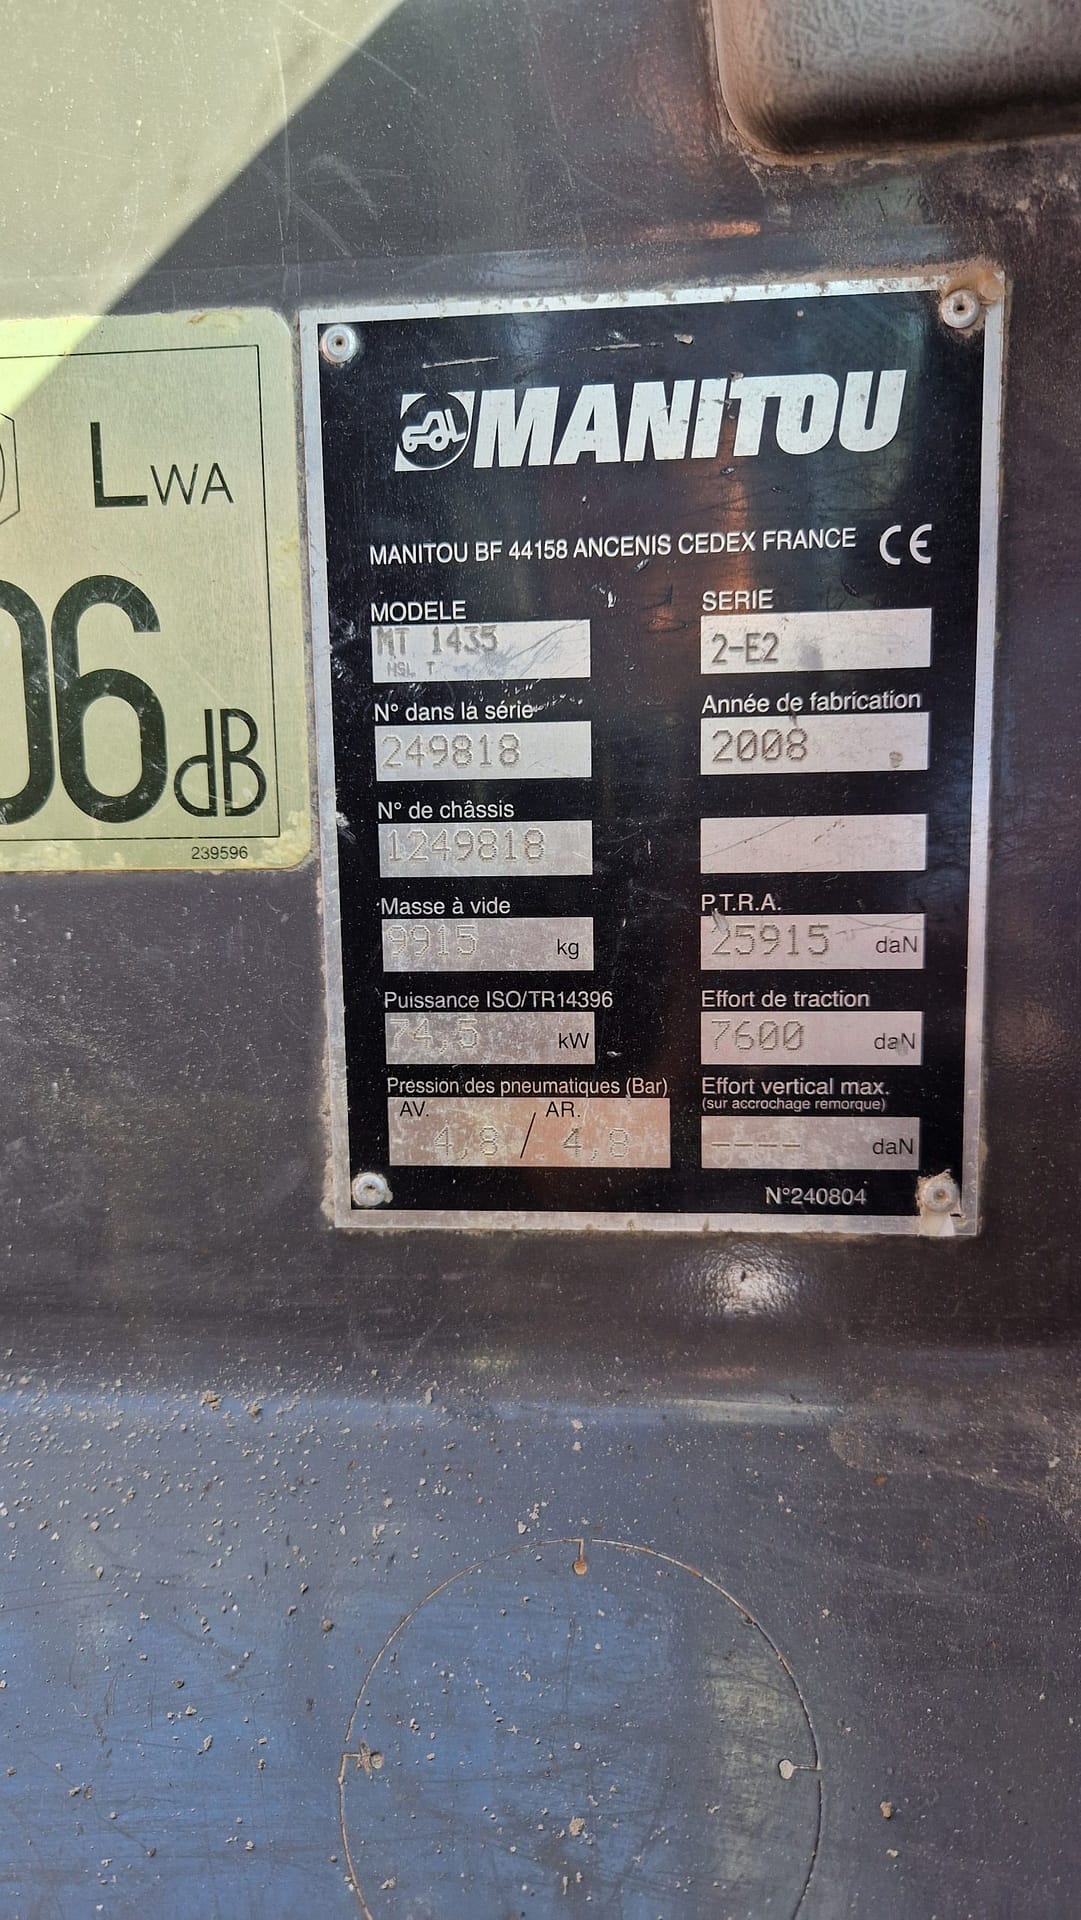 LWA
06 dB
239596
MANITOU
MANITOU BF 44158 ANCENIS CEDEX FRANCE CE
MODELE
MT 1435
HSL T
SERIE
2-E2
N° dans la série
249818
Année de fabrication
2008
N° de châssis
1249818
Masse à vide
9915 kg
P.T.R.A.
25915 daN
Puissance ISO/TR14396
74,5 kW
Effort de traction
7600 daN
Pression des pneumatiques (Bar)
AV. AR.
4,8 / 4,8
Effort vertical max.
(sur accrochage remorque)
---- daN
N°240804